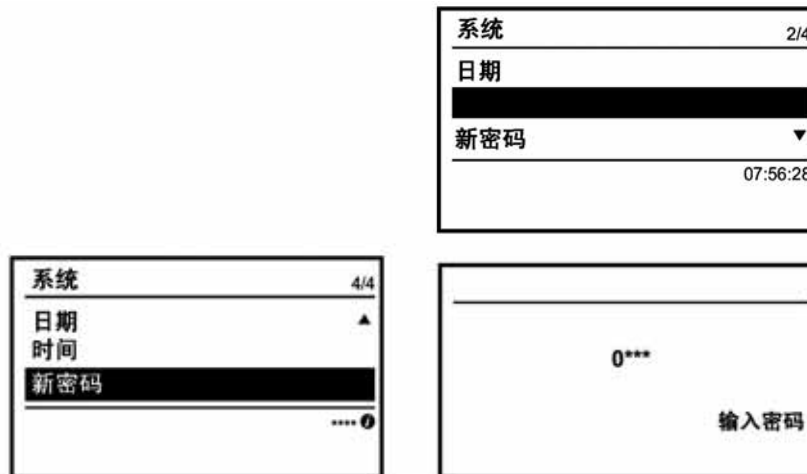 系统 2/4
日期
新密码 ▼
07:56:28
系统 4/4
日期 ▲
时间
新密码
····
0***
输入密码